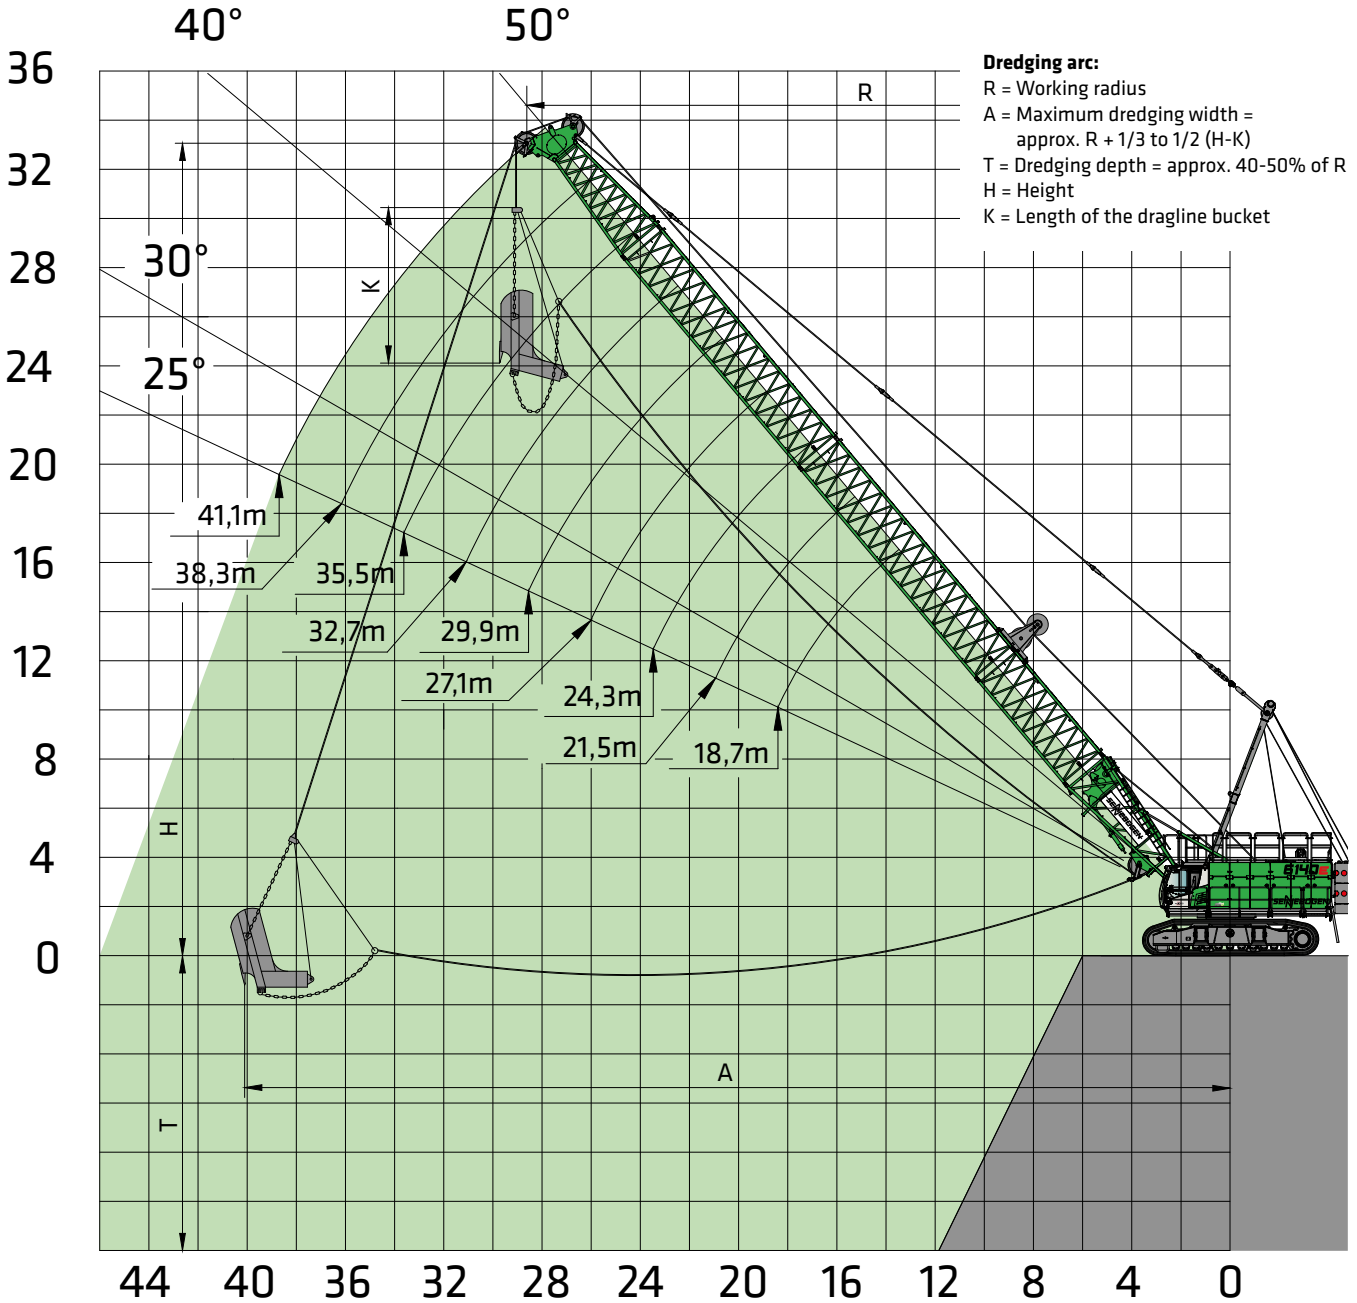 40° 50°
36
Dredging arc:
R = Working radius
A = Maximum dredging width =
approx. R + 1/3 to 1/2 (H-K)
T = Dredging depth = approx. 40-50% of R
H = Height
K = Length of the dragline bucket
R
32
30°
28
K
25°
24
20
41,1m
38,3m 35,5m
16
32,7m 29,9m
27,1m 24,3m
12
21,5m 18,7m
8
H
SENNEBOGEN
4
6140E
SENNEBOGEN
0
A
T
44 40 36 32 28 24 20 16 12 8 4 0